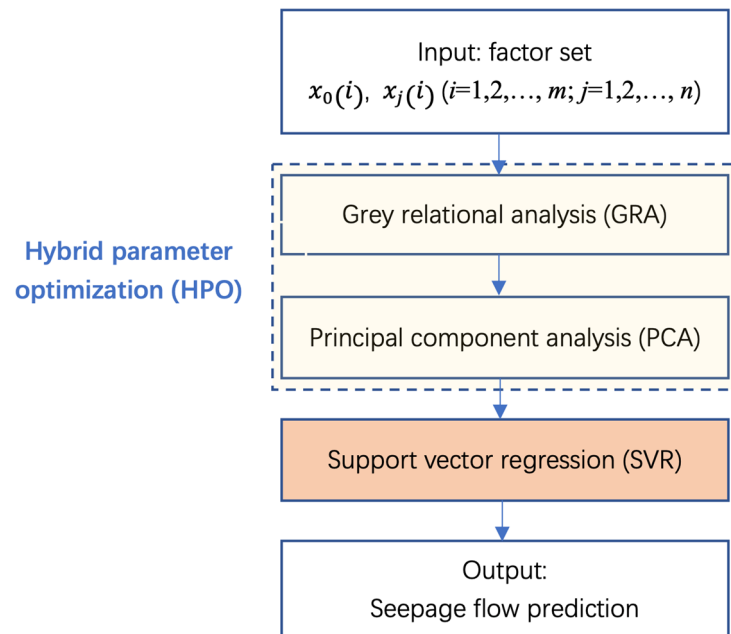 Input: factor set
x₀(i), xⱼ(i) (i=1,2,…, m; j=1,2,…, n)
Grey relational analysis (GRA)
Hybrid parameter
optimization (HPO)
Principal component analysis (PCA)
Support vector regression (SVR)
Output:
Seepage flow prediction